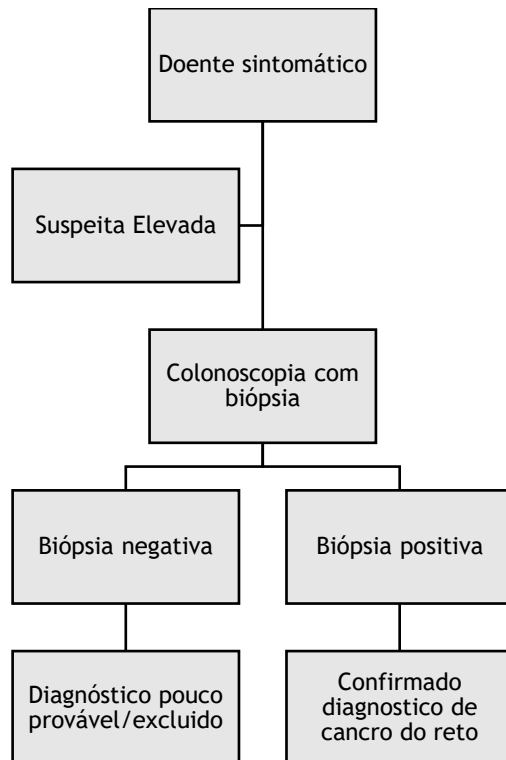 Doente sintomático
Suspeita Elevada
Colonoscopia com
biópsia
Biópsia negativa
Biópsia positiva
Diagnóstico pouco
provável/excluido
Confirmado
diagnostico de
cancro do reto